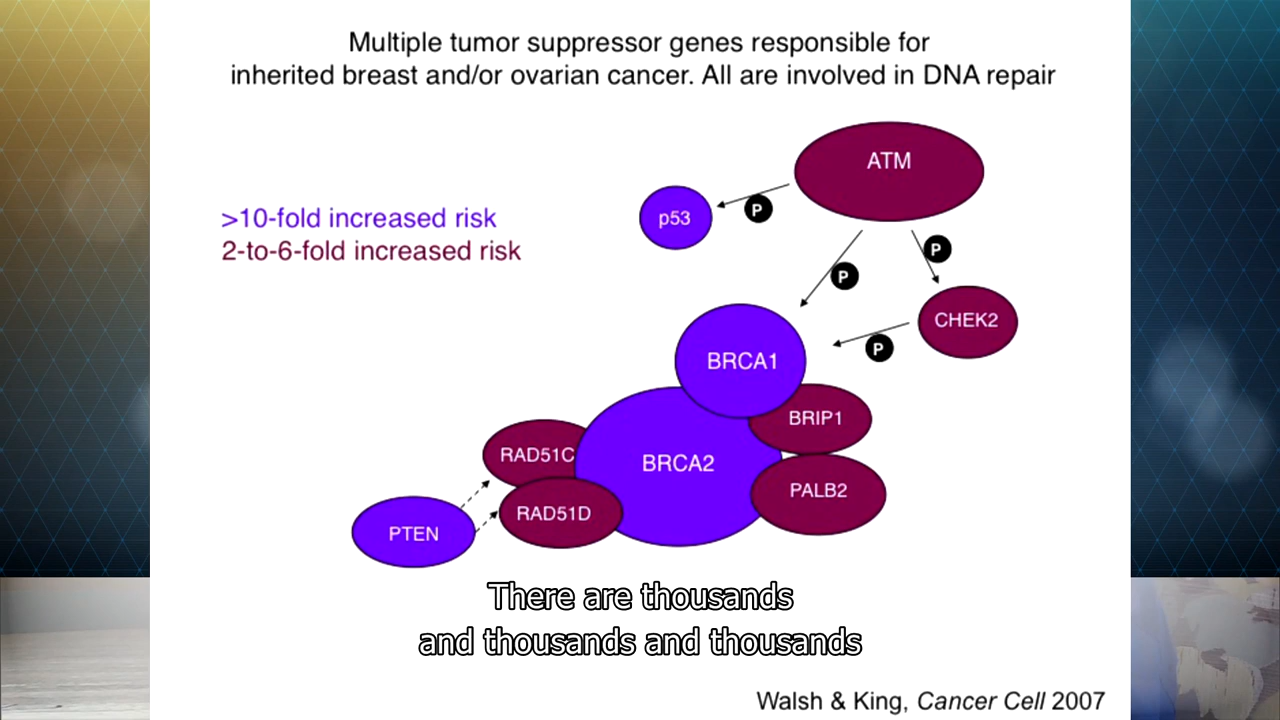 Multiple tumor suppressor genes responsible for
inherited breast and/or ovarian cancer. All are involved in DNA repair
ATM
p53
P
>10-fold increased risk
2-to-6-fold increased risk
P
P
CHEK2
P
BRCA1
BRIP1
RAD51C
BRCA2
PALB2
RAD51D
PTEN
There are thousands
and thousands and thousands
Walsh & King, Cancer Cell 2007